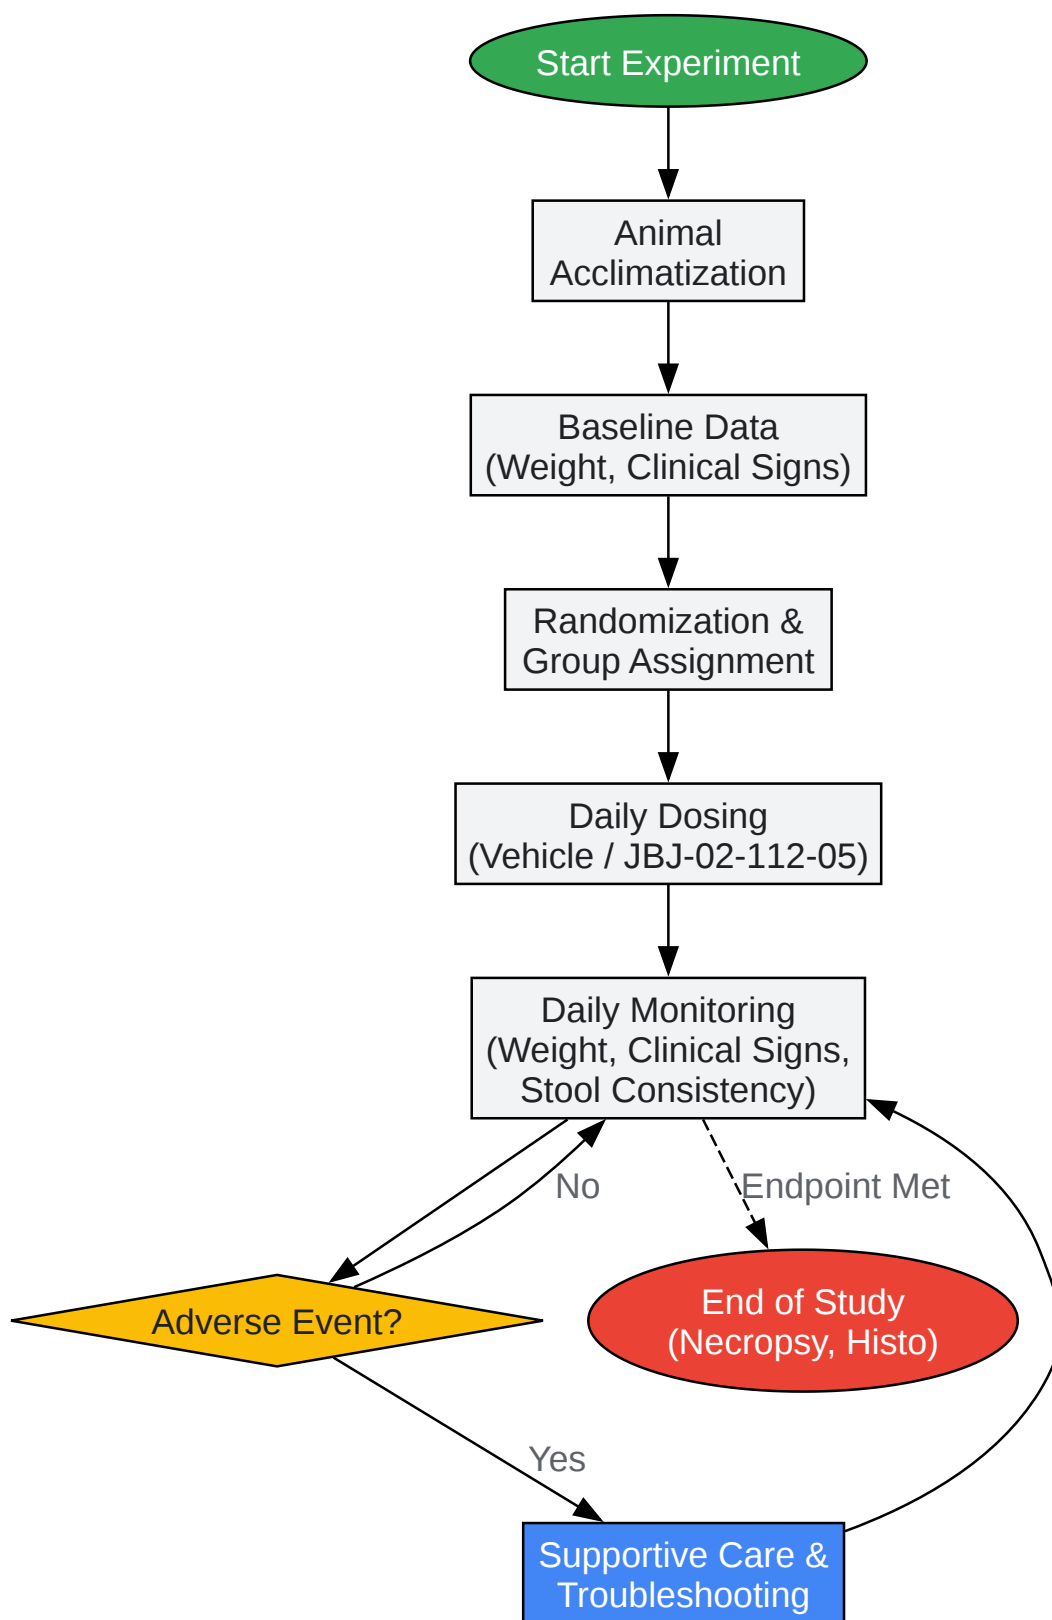 Start Experiment
Animal
Acclimatization
Baseline Data
(Weight, Clinical Signs)
Randomization &
Group Assignment
Daily Dosing
(Vehicle / JBJ-02-112-05)
Daily Monitoring
(Weight, Clinical Signs,
Stool Consistency)
No
Endpoint Met
Adverse Event?
End of Study
(Necropsy, Histo)
Yes
Supportive Care &
Troubleshooting